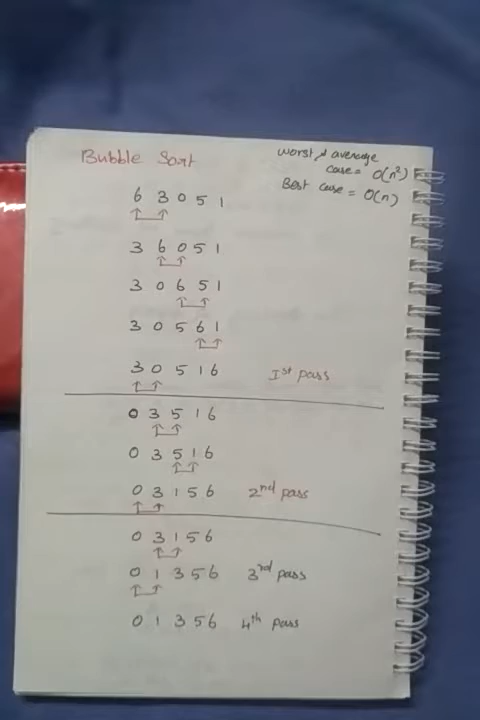 Bubble Sort
worst & average
case = O(n²)
Best case = O(n)
6 3 0 5 1
3 6 0 5 1
3 0 6 5 1
3 0 5 6 1
3 0 5 1 6 1st pass
0 3 5 1 6
0 3 5 1 6
0 3 1 5 6 2nd pass
0 3 1 5 6
0 1 3 5 6 3rd pass
0 1 3 5 6 4th pass